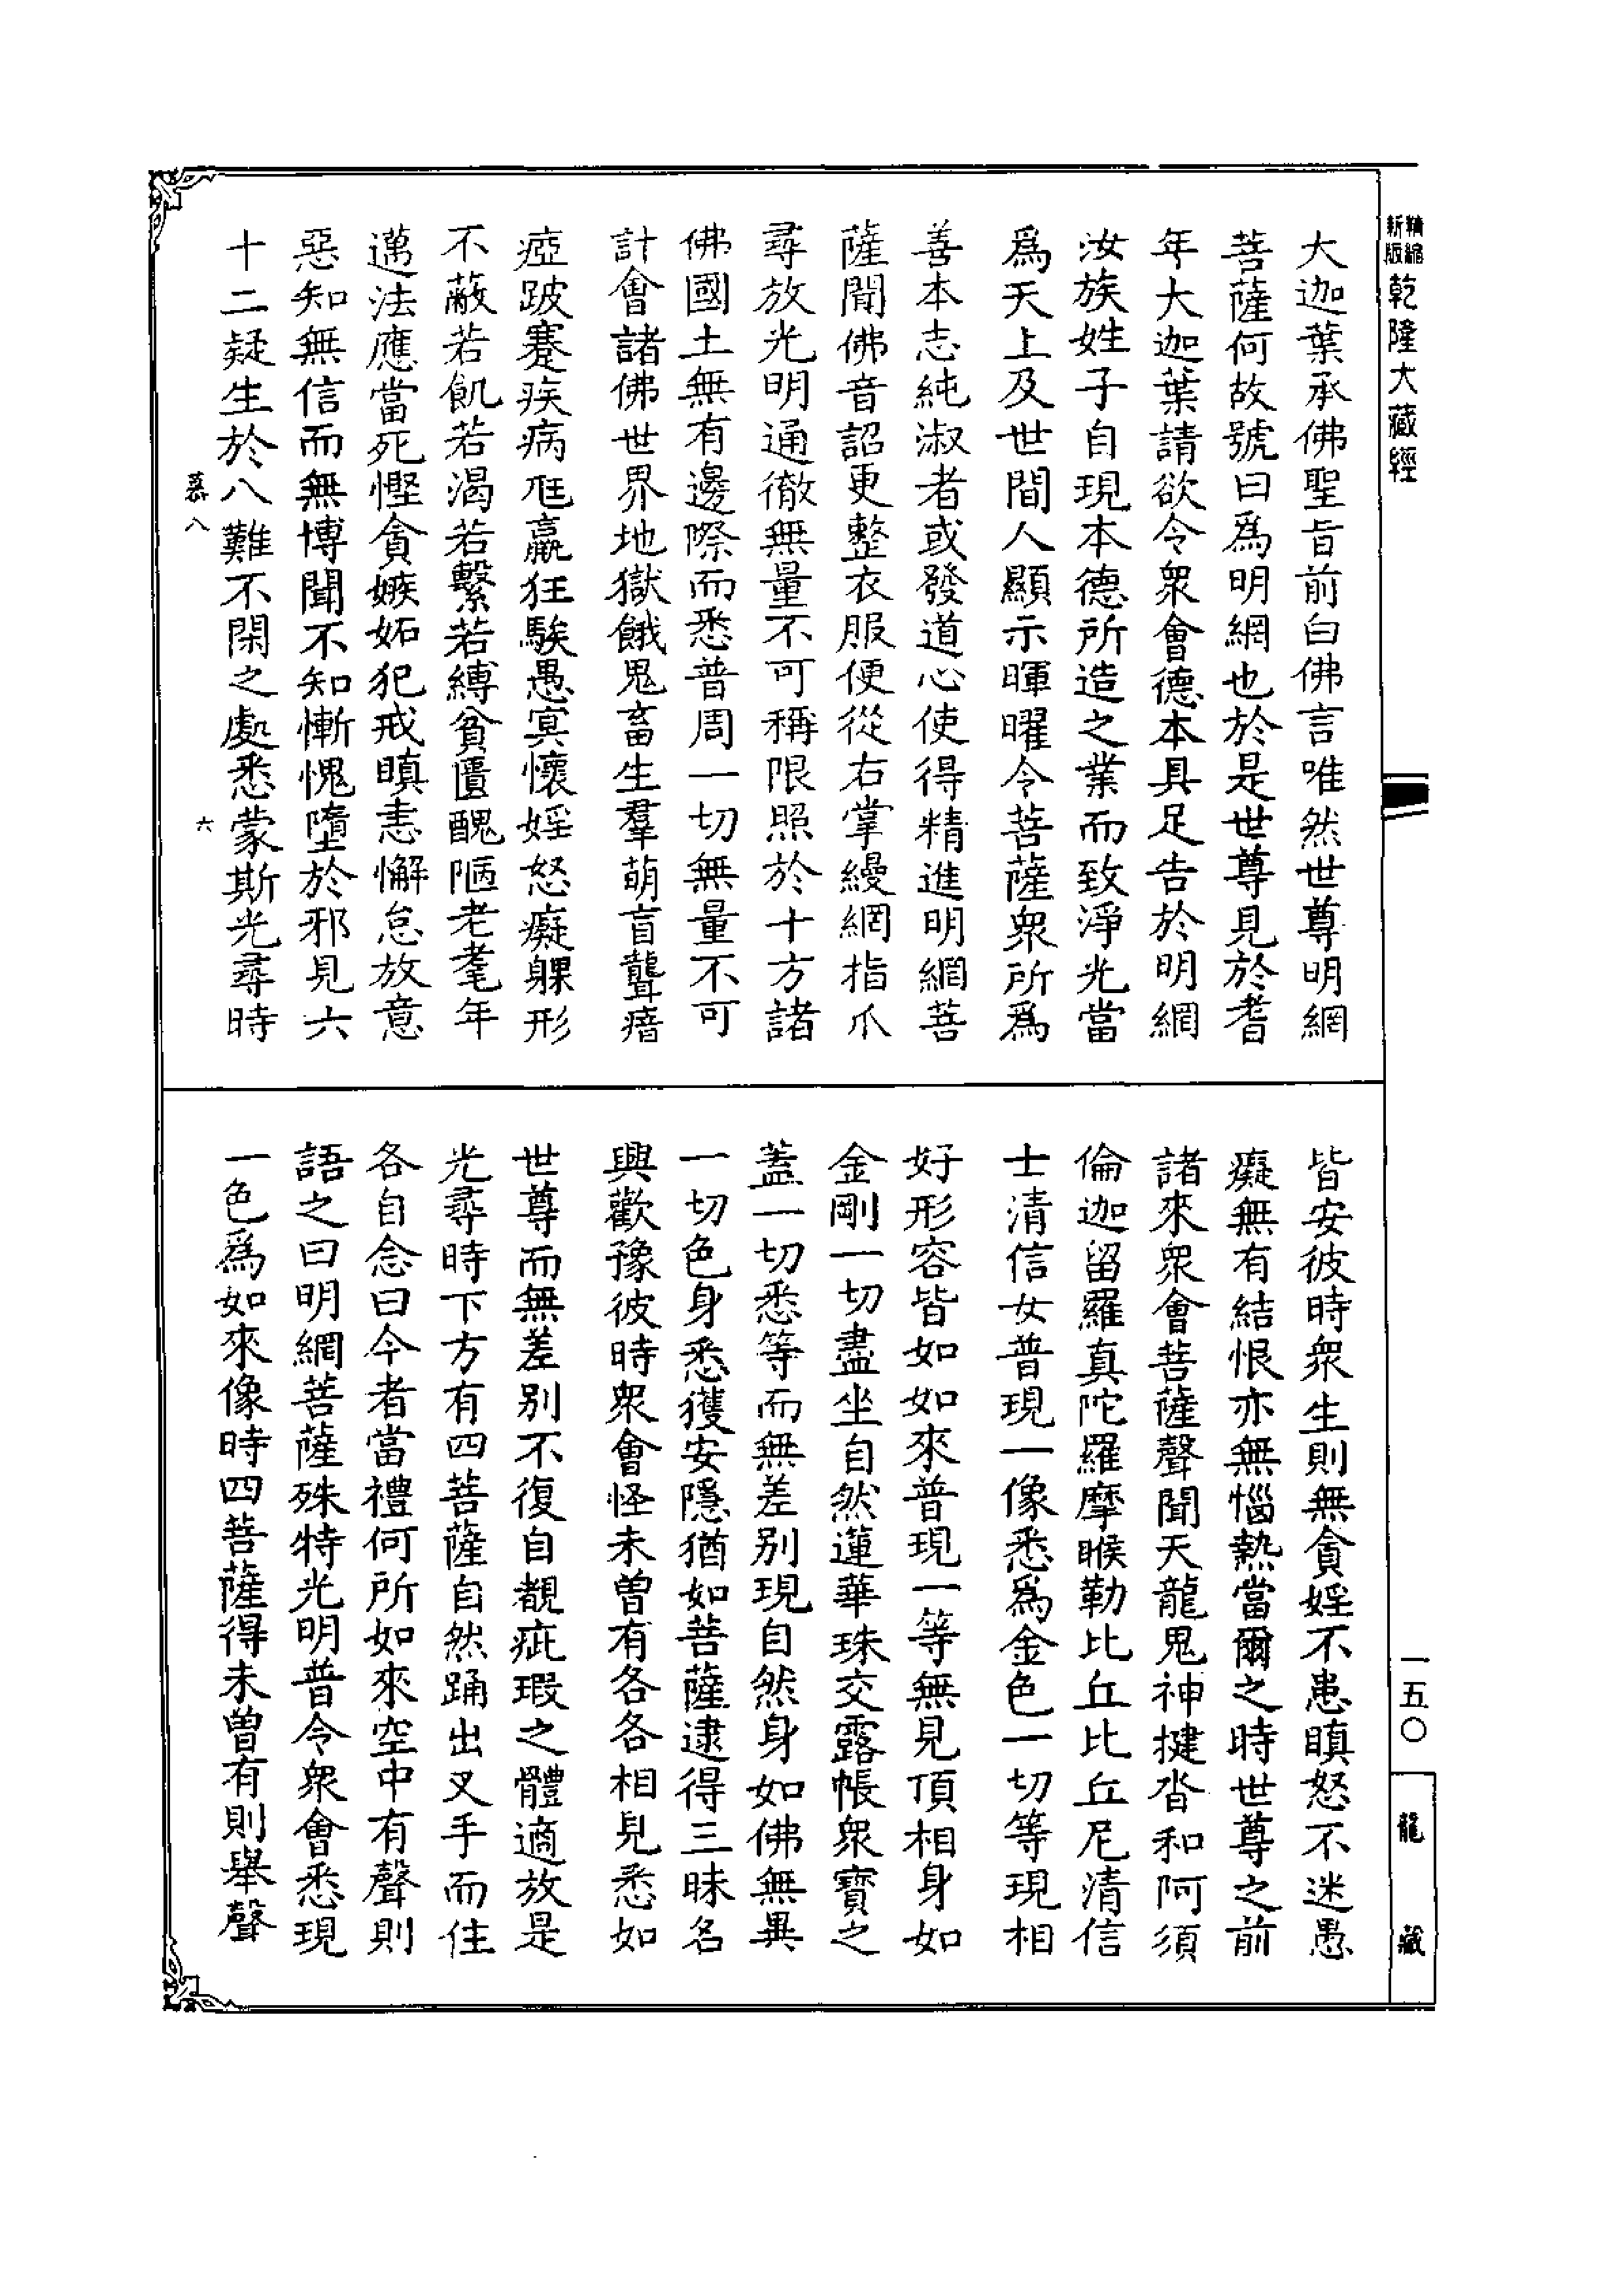 精縮
新版
乾隆大藏經
大迦葉承佛聖旨前白佛言唯然世尊明網
菩薩何故號曰爲明網也於是世尊見於耆
年大迦葉請欲令衆會德本具足告於明網
汝族姓子自現本德所造之業而致淨光當
爲天上及世間人顯示暉曜令菩薩衆所爲
善本志純淑者或發道心使得精進明網菩
薩聞佛音詔更整衣服便從右掌縵網指爪
尋放光明通徹無量不可稱限照於十方諸
佛國土無有邊際而悉普周一切無量不可
計會諸佛世界地獄餓鬼畜生羣萌盲聾瘖
瘂跛蹇疾病尫羸狂騃愚冥懷婬怒癡躶形
不蔽若飢若渴若繫若縛貧匱醜陋老耄年
邁法應當死慳貪嫉妬犯戒瞋恚懈怠放意
惡知無信而無博聞不知慚愧墮於邪見六
十二疑生於八難不閑之處悉蒙斯光尋時
慕八
六
皆安彼時衆生則無貪婬不患瞋怒不迷愚
癡無有結恨亦無惱熱當爾之時世尊之前
諸來衆會菩薩聲聞天龍鬼神揵沓和阿須
倫迦留羅真陀羅摩睺勒比丘比丘尼清信
士清信女普現一像悉爲金色一切等現相
好形容皆如如來普現一等無見頂相身如
金剛一切盡坐自然蓮華珠交露帳衆寶之
蓋一切悉等而無差别現自然身如佛無異
一切色身悉獲安隱猶如菩薩逮得三昧名
興歡豫彼時衆會怪未曾有各各相見悉如
世尊而無差别不復自覩疵瑕之體適放是
光尋時下方有四菩薩自然踊出叉手而住
各自念曰今者當禮何所如來空中有聲則
語之曰明網菩薩殊特光明普令衆會悉現
一色爲如來像時四菩薩得未曾有則舉聲
一五〇
龍藏